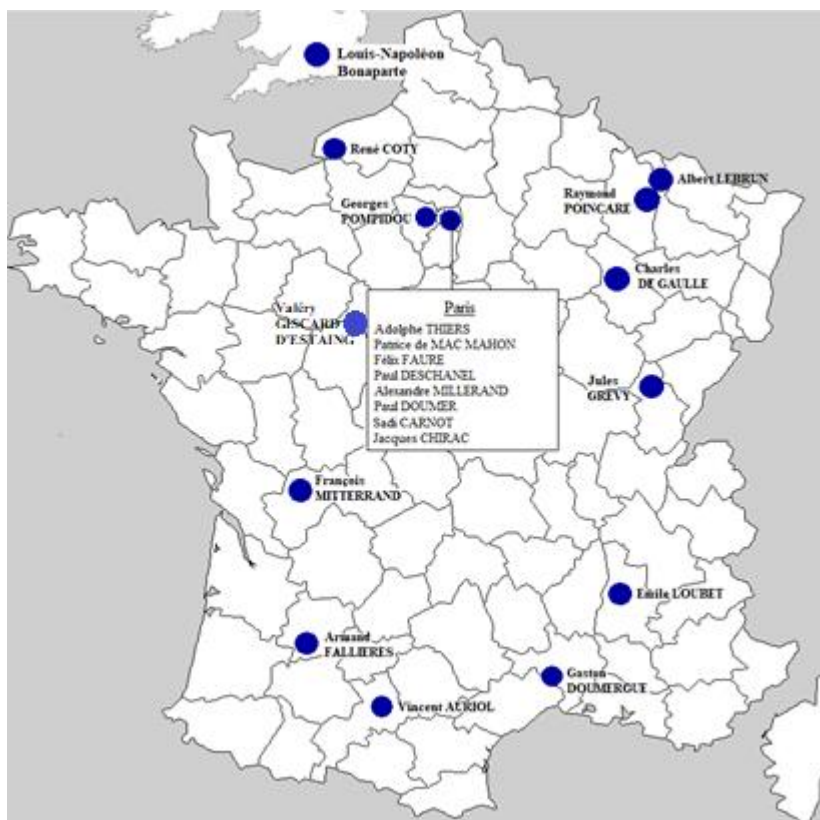 Louis-Napoléon
Bonaparte
René COTY
Albert LEBRUN
Raymond
POINCARE
Georges
POMPIDOU
Charles
DE GAULLE
Valéry
GISCARD
D'ESTAING
Paris
Adolphe THIERS
Patrice de MAC MAHON
Félix FAURE
Paul DESCHANEL
Alexandre MILLERAND
Paul DOUMER
Sadi CARNOT
Jacques CHIRAC
Jules
GREVY
François
MITTERRAND
Emile LOUBET
Armand
FALLIERES
Gaston
DOUMERGUE
Vincent AURIOL